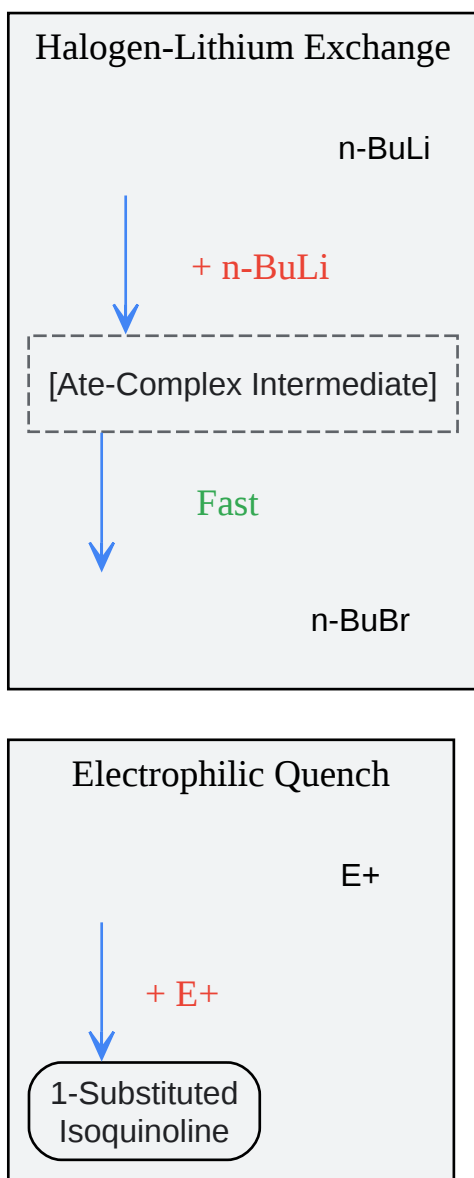 Halogen-Lithium Exchange
n-BuLi
+ n-BuLi
[Ate-Complex Intermediate]
Fast
n-BuBr
Electrophilic Quench
E+
+ E+
1-Substituted
Isoquinoline